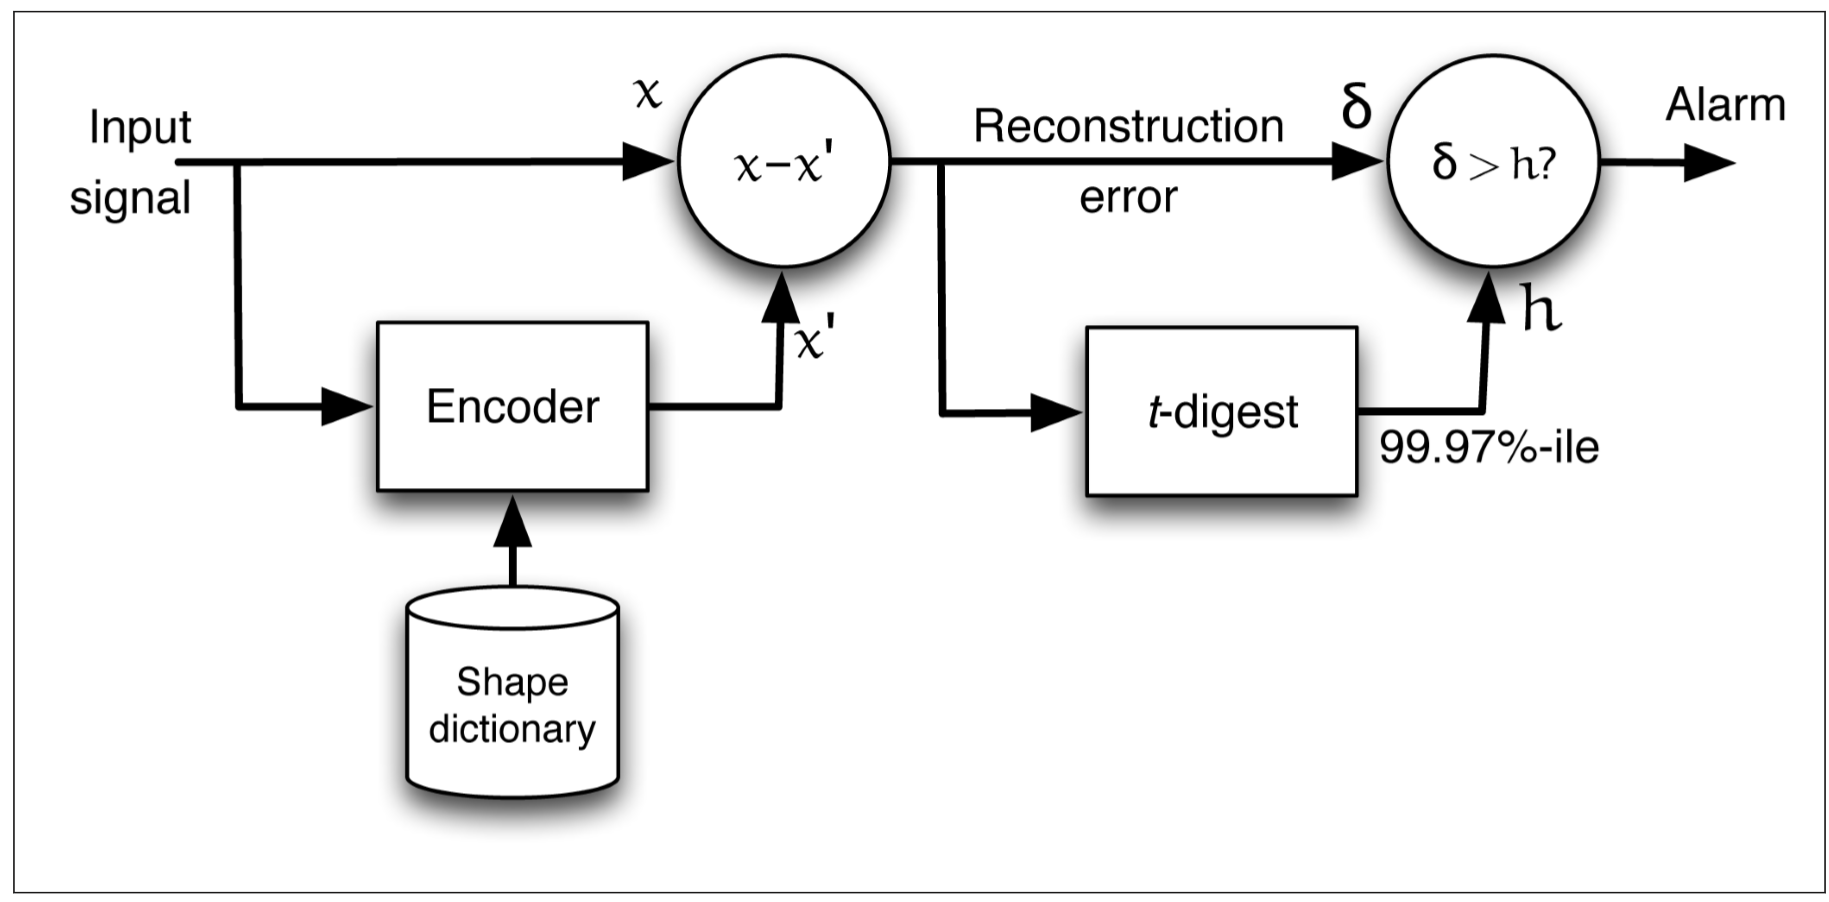 Input
signal
x
x–x'
Reconstruction
error
δ
δ > h?
Alarm
x'
h
Encoder
t-digest
99.97%-ile
Shape
dictionary